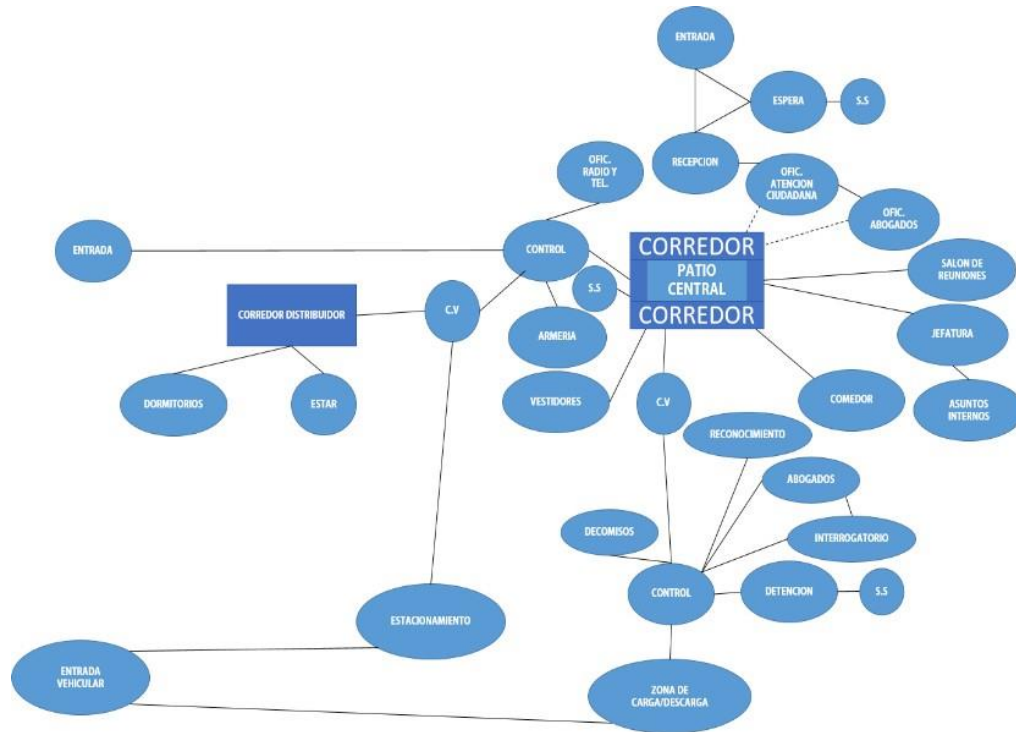 ENTRADA
ESPERA
S.S
RECEPCION
OFIC.
RADIO Y
TEL.
OFIC.
ATENCION
CIUDADANA
OFIC.
ABOGADOS
ENTRADA
CONTROL
CORREDOR
PATIO
CENTRAL
CORREDOR
SALON DE
REUNIONES
S.S
C.V
CORREDOR DISTRIBUIDOR
ARMERIA
JEFATURA
DORMITORIOS
ESTAR
VESTIDORES
C.V
COMEDOR
ASUNTOS
INTERNOS
RECONOCIMIENTO
ABOGADOS
DECOMISOS
INTERROGATORIO
CONTROL
DETENCION
S.S
ESTACIONAMIENTO
ENTRADA
VEHICULAR
ZONA DE
CARGA/DESCARGA